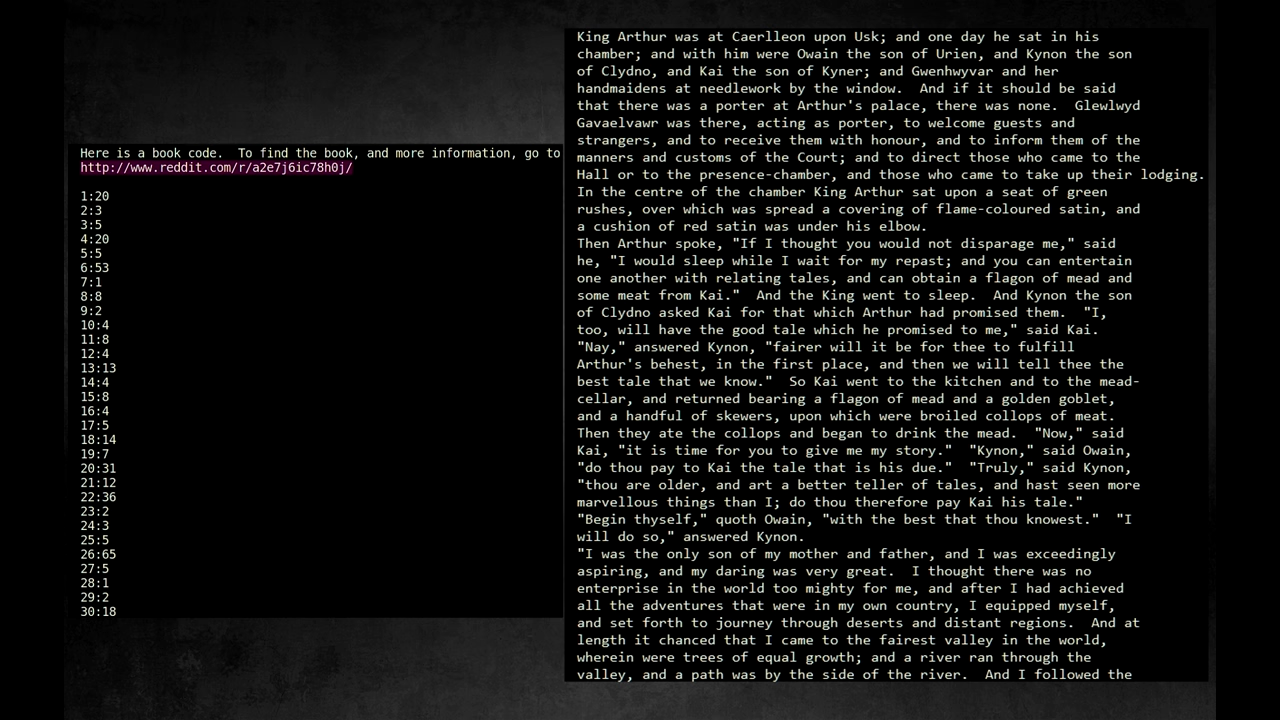 Here is a book code.  To find the book, and more information, go to
http://www.reddit.com/r/a2e7j6ic78h0j/
1:20
2:3
3:5
4:20
5:5
6:53
7:1
8:8
9:2
10:4
11:8
12:4
13:13
14:4
15:8
16:4
17:5
18:14
19:7
20:31
21:12
22:36
23:2
24:3
25:5
26:65
27:5
28:1
29:2
30:18
King Arthur was at Caerlleon upon Usk; and one day he sat in his
chamber; and with him were Owain the son of Urien, and Kynon the son
of Clydno, and Kai the son of Kyner; and Gwenhwyvar and her
handmaidens at needlework by the window.  And if it should be said
that there was a porter at Arthur's palace, there was none.  Glewlwyd
Gavaelvawr was there, acting as porter, to welcome guests and
strangers, and to receive them with honour, and to inform them of the
manners and customs of the Court; and to direct those who came to the
Hall or to the presence-chamber, and those who came to take up their lodging.
In the centre of the chamber King Arthur sat upon a seat of green
rushes, over which was spread a covering of flame-coloured satin, and
a cushion of red satin was under his elbow.
Then Arthur spoke, "If I thought you would not disparage me," said
he, "I would sleep while I wait for my repast; and you can entertain
one another with relating tales, and can obtain a flagon of mead and
some meat from Kai."  And the King went to sleep.  And Kynon the son
of Clydno asked Kai for that which Arthur had promised them.  "I,
too, will have the good tale which he promised to me," said Kai.
"Nay," answered Kynon, "fairer will it be for thee to fulfill
Arthur's behest, in the first place, and then we will tell thee the
best tale that we know."  So Kai went to the kitchen and to the mead-
cellar, and returned bearing a flagon of mead and a golden goblet,
and a handful of skewers, upon which were broiled collops of meat.
Then they ate the collops and began to drink the mead.  "Now," said
Kai, "it is time for you to give me my story."  "Kynon," said Owain,
"do thou pay to Kai the tale that is his due."  "Truly," said Kynon,
"thou are older, and art a better teller of tales, and hast seen more
marvellous things than I; do thou therefore pay Kai his tale."
"Begin thyself," quoth Owain, "with the best that thou knowest."  "I
will do so," answered Kynon.
"I was the only son of my mother and father, and I was exceedingly
aspiring, and my daring was very great.  I thought there was no
enterprise in the world too mighty for me, and after I had achieved
all the adventures that were in my own country, I equipped myself,
and set forth to journey through deserts and distant regions.  And at
length it chanced that I came to the fairest valley in the world,
wherein were trees of equal growth; and a river ran through the
valley, and a path was by the side of the river.  And I followed the